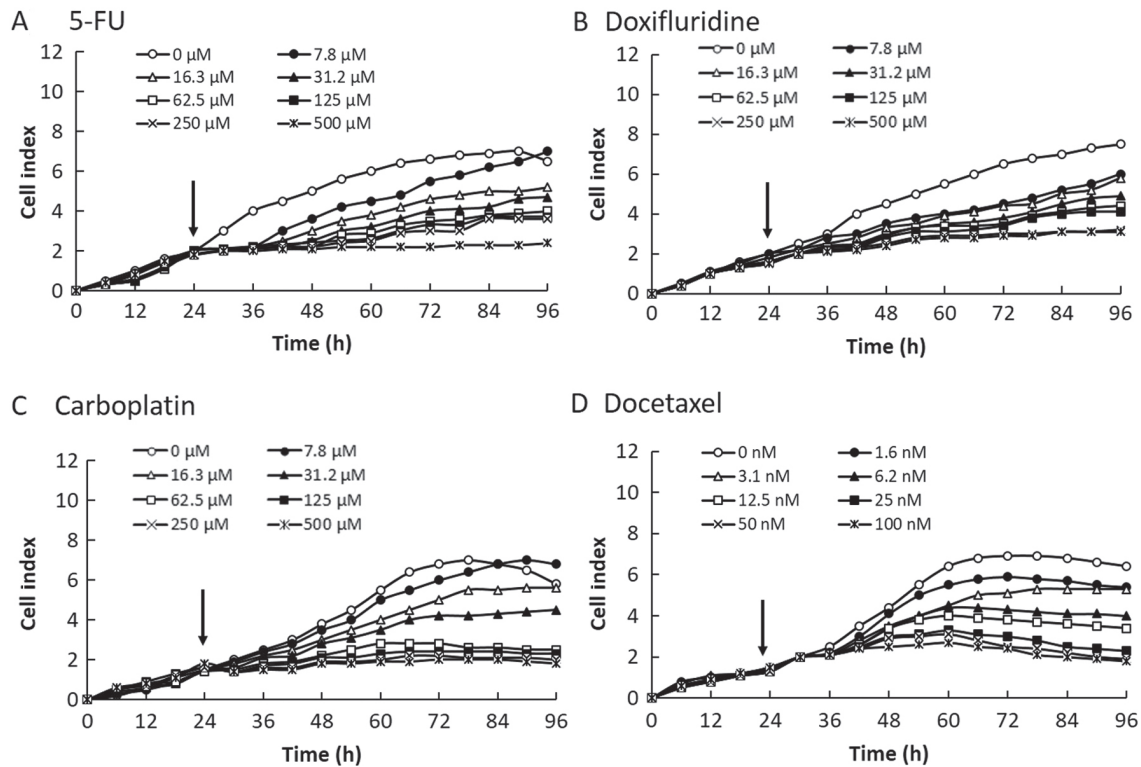 A 5-FU
12
10
8
6
4
2
0
Cell index
0 μM 7.8 μM
16.3 μM 31.2 μM
62.5 μM 125 μM
250 μM 500 μM
0 12 24 36 48 60 72 84 96
Time (h)
B Doxifluridine
12
10
8
6
4
2
0
Cell index
0 μM 7.8 μM
16.3 μM 31.2 μM
62.5 μM 125 μM
250 μM 500 μM
0 12 24 36 48 60 72 84 96
Time (h)
C Carboplatin
12
10
8
6
4
2
0
Cell index
0 μM 7.8 μM
16.3 μM 31.2 μM
62.5 μM 125 μM
250 μM 500 μM
0 12 24 36 48 60 72 84 96
Time (h)
D Docetaxel
12
10
8
6
4
2
0
Cell index
0 nM 1.6 nM
3.1 nM 6.2 nM
12.5 nM 25 nM
50 nM 100 nM
0 12 24 36 48 60 72 84 96
Time (h)